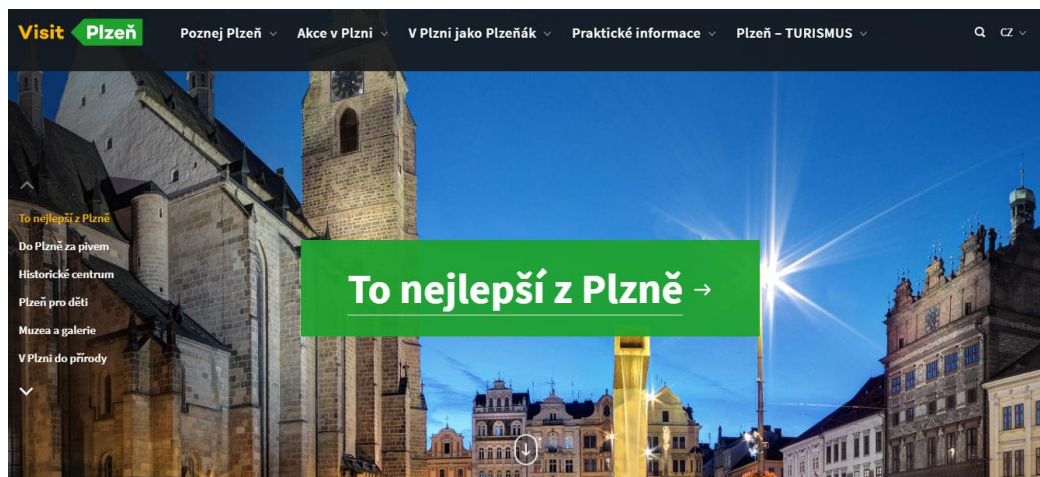 Visit Plzeň
Poznej Plzeň
Akce v Plzni
V Plzni jako Plzeňák
Praktické informace
Plzeň – TURISMUS
CZ
To nejlepší z Plzně
Do Plzně za pivem
Historické centrum
Plzeň pro děti
Muzea a galerie
V Plzni do přírody
To nejlepší z Plzně →